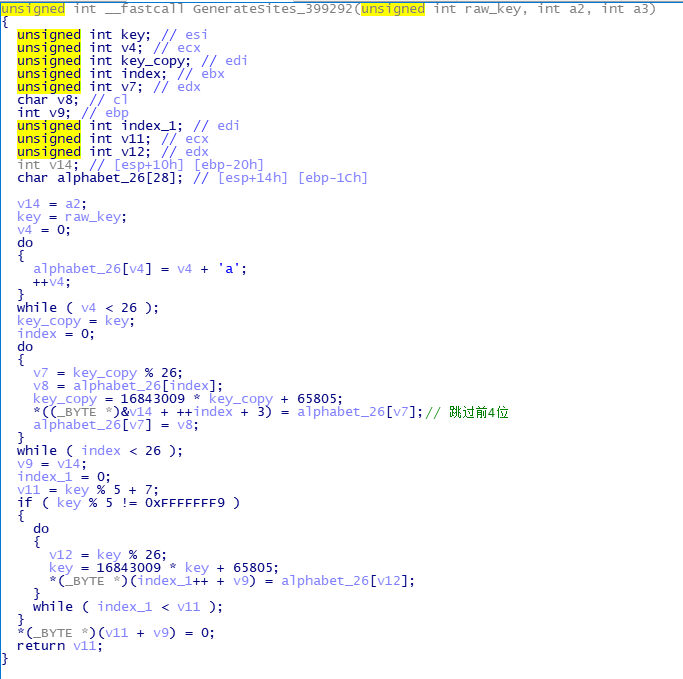 unsigned int __fastcall GenerateSites_399292(unsigned int raw_key, int a2, int a3)
{
  unsigned int key; // esi
  unsigned int v4; // ecx
  unsigned int key_copy; // edi
  unsigned int index; // ebx
  unsigned int v7; // edx
  char v8; // cl
  int v9; // ebp
  unsigned int index_1; // edi
  unsigned int v11; // ecx
  unsigned int v12; // edx
  int v14; // [esp+10h] [ebp-20h]
  char alphabet_26[28]; // [esp+14h] [ebp-1Ch]

  v14 = a2;
  key = raw_key;
  v4 = 0;
  do
  {
    alphabet_26[v4] = v4 + 'a';
    ++v4;
  }
  while ( v4 < 26 );
  key_copy = key;
  index = 0;
  do
  {
    v7 = key_copy % 26;
    v8 = alphabet_26[index];
    key_copy = 16843009 * key_copy + 65805;
    *((_BYTE *)&v14 + ++index + 3) = alphabet_26[v7];// 跳过前4位
    alphabet_26[v7] = v8;
  }
  while ( index < 26 );
  v9 = v14;
  index_1 = 0;
  v11 = key % 5 + 7;
  if ( key % 5 != 0xFFFFFFF9 )
  {
    do
    {
      v12 = key % 26;
      key = 16843009 * key + 65805;
      *(_BYTE *)(index_1++ + v9) = alphabet_26[v12];
    }
    while ( index_1 < v11 );
  }
  *(_BYTE *)(v11 + v9) = 0;
  return v11;
}